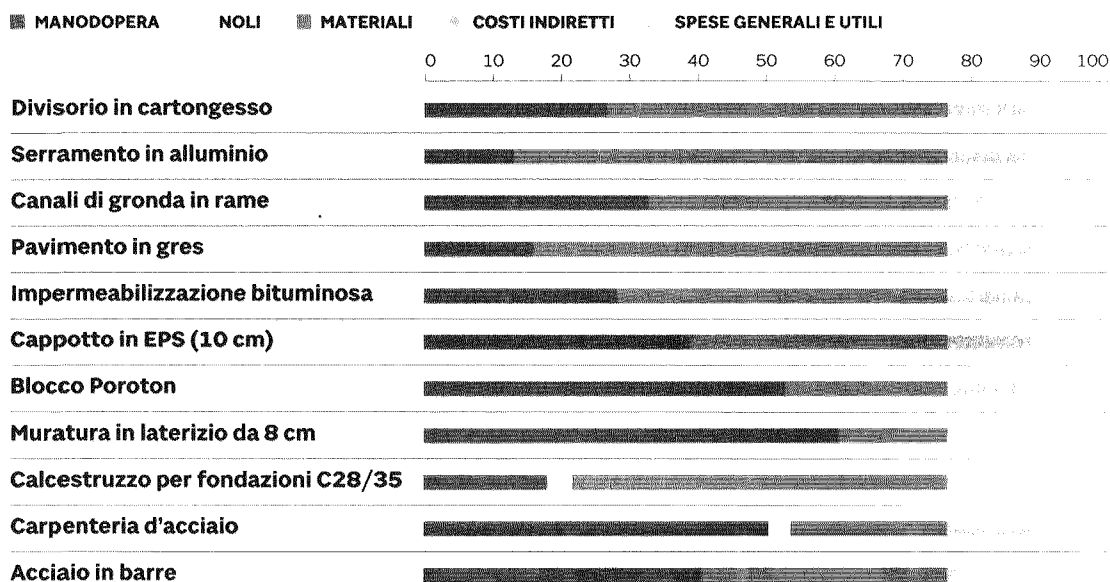 MANODOPERA NOLI MATERIALI COSTI INDIRETTI SPESE GENERALI E UTILI
0 10 20 30 40 50 60 70 80 90 100
Divisorio in cartongesso
Serramento in alluminio
Canali di gronda in rame
Pavimento in gres
Impermeabilizzazione bituminosa
Cappotto in EPS (10 cm)
Blocco Poroton
Muratura in laterizio da 8 cm
Calcestruzzo per fondazioni C28/35
Carpenteria d'acciaio
Acciaio in barre